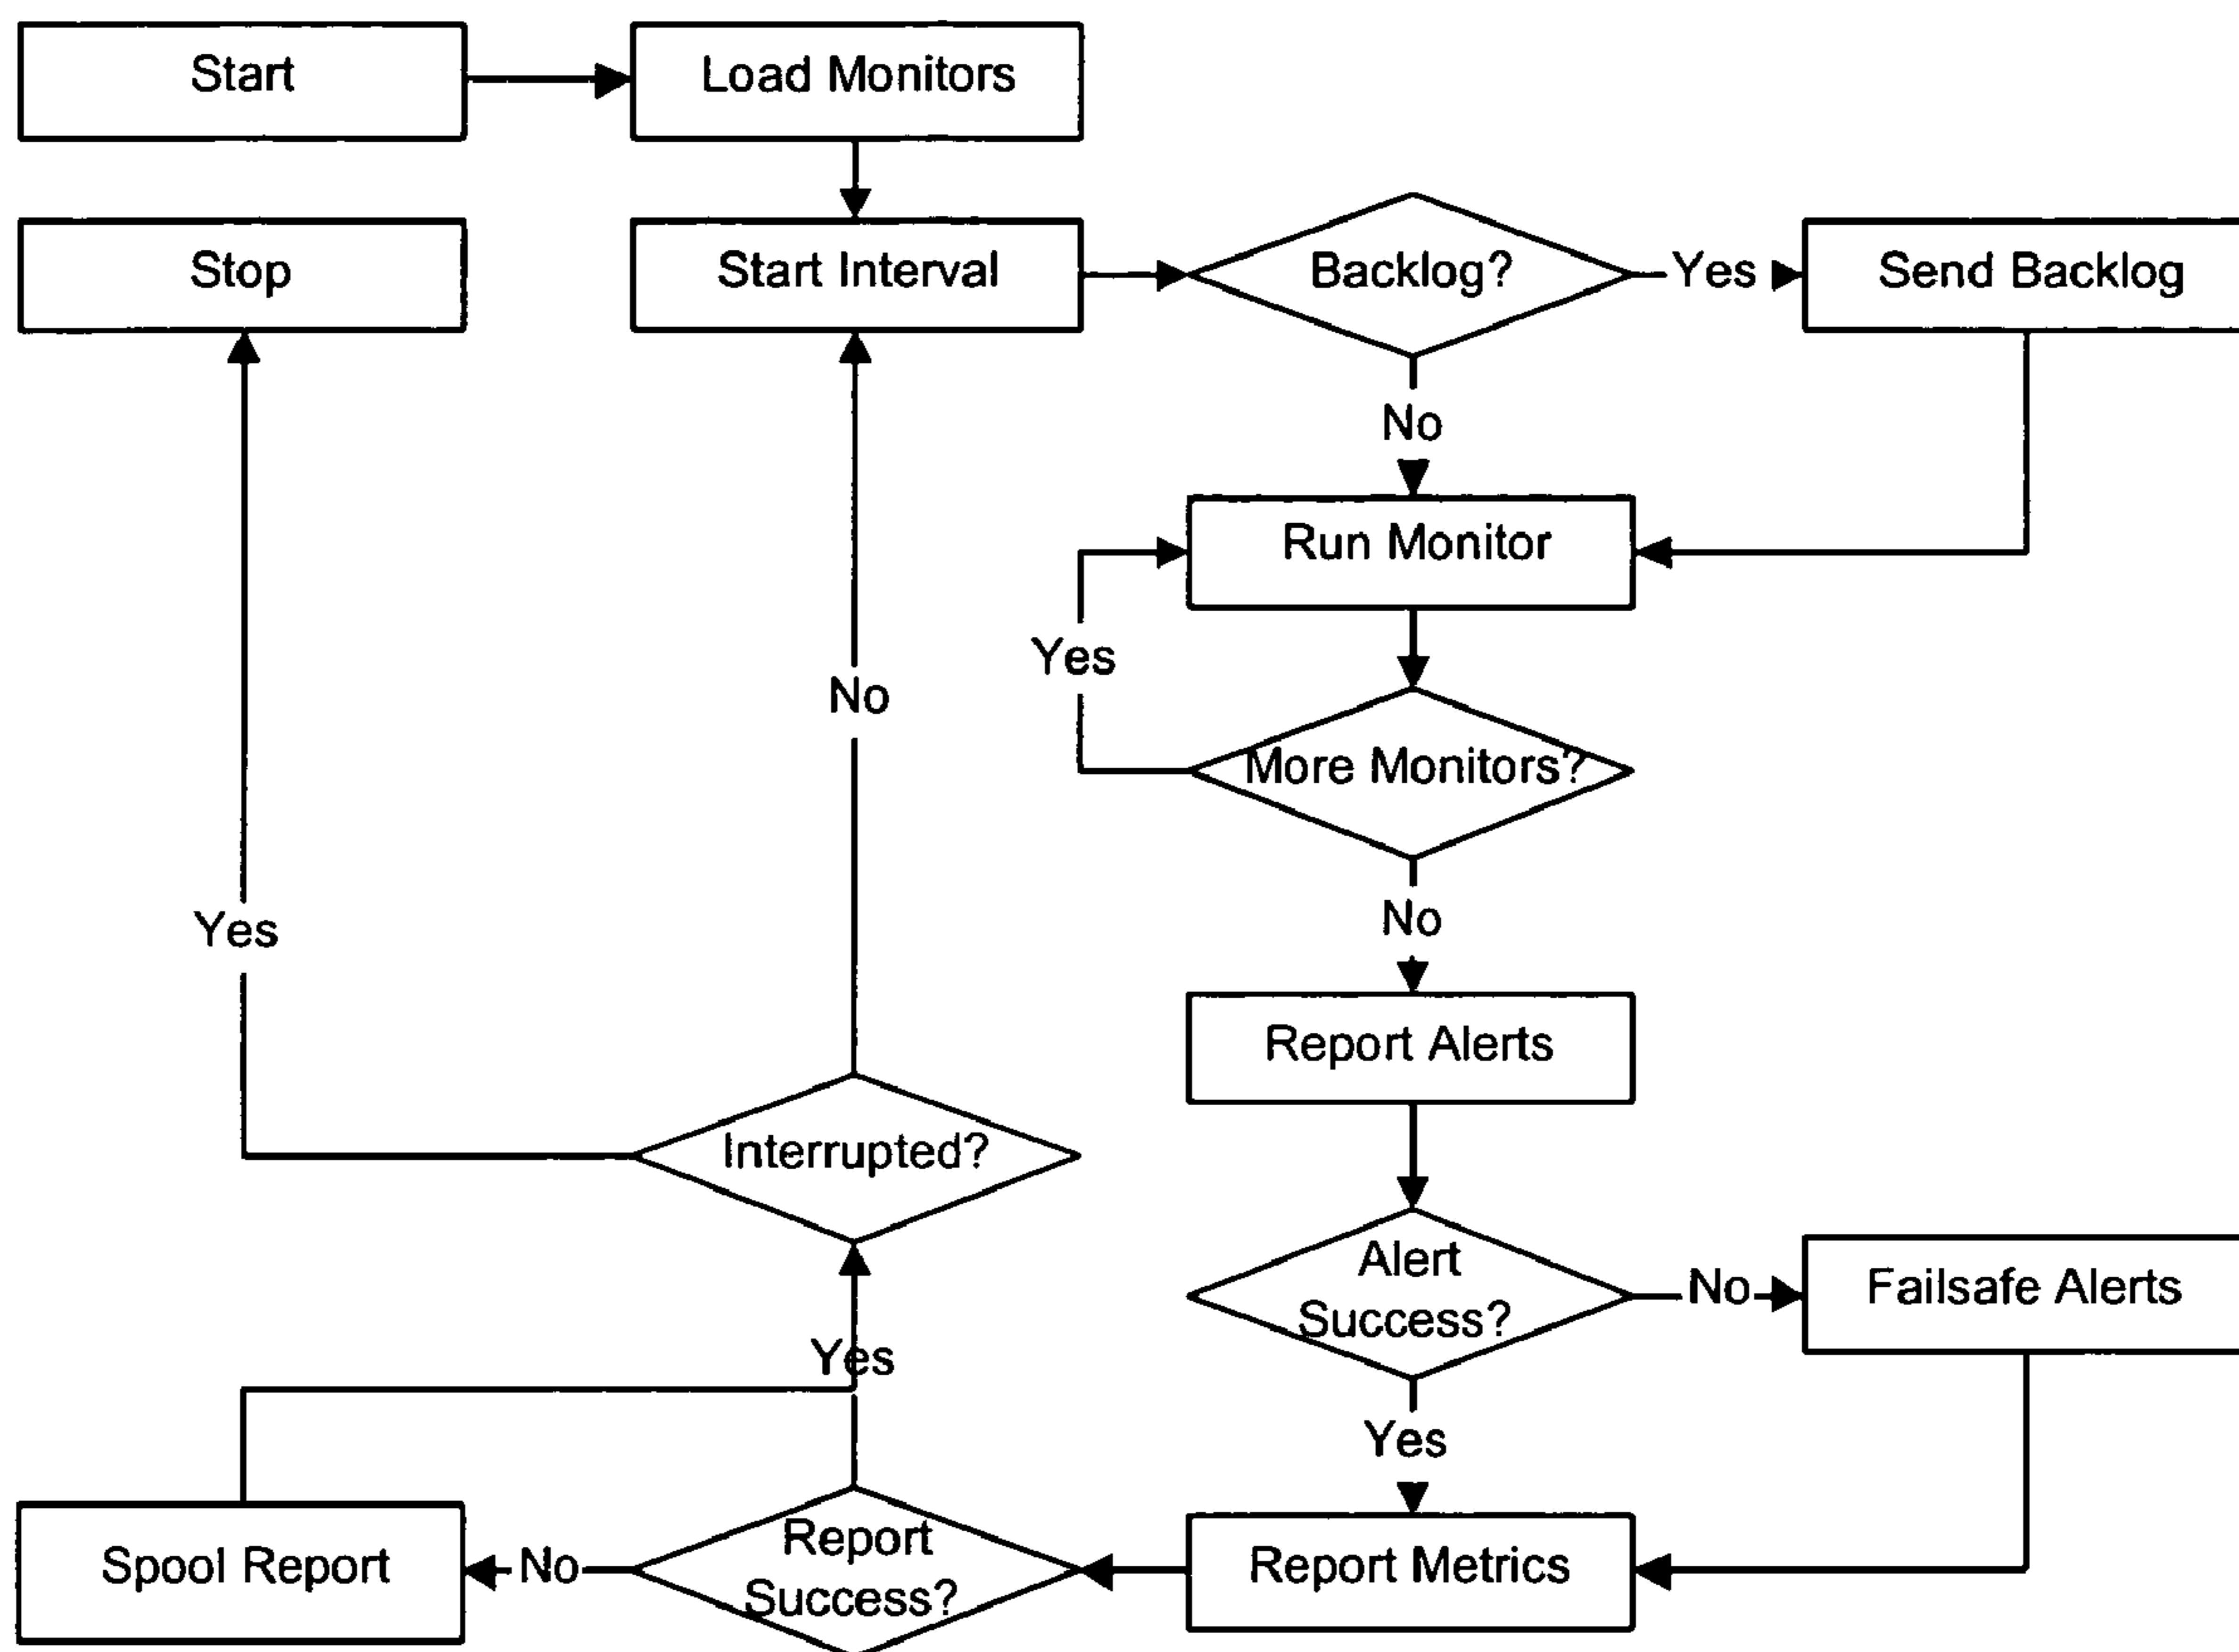 Start
Load Monitors
Stop
Start Interval
Backlog?
Yes
Send Backlog
No
Run Monitor
Yes
No
More Monitors?
No
Yes
Report Alerts
Interrupted?
Alert
Success?
No
Failsafe Alerts
Yes
Yes
Spool Report
No
Report
Success?
Report Metrics